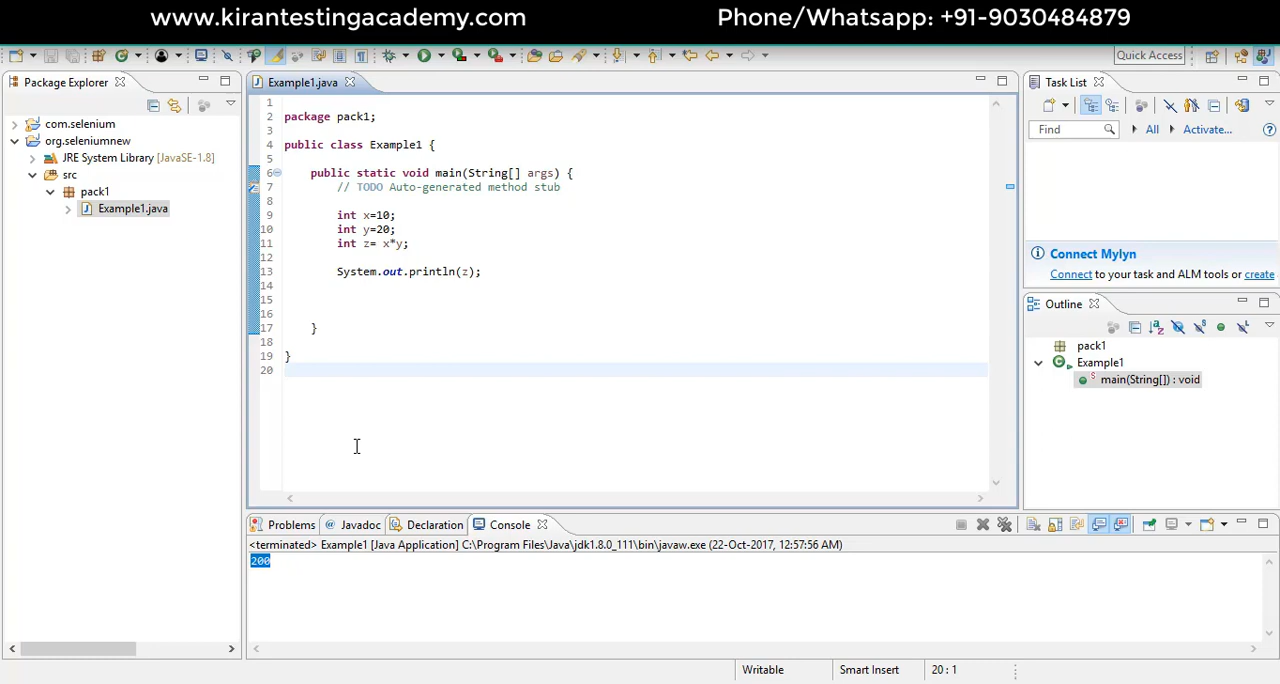 www.kirantestingacademy.com Phone/Whatsapp: +91-9030484879
Quick Access
Package Explorer
com.selenium
org.seleniumnew
JRE System Library [JavaSE-1.8]
src
pack1
Example1.java
Example1.java
1
2 package pack1;
3
4 public class Example1 {
5
6 public static void main(String[] args) {
7 // TODO Auto-generated method stub
8
9 int x=10;
10 int y=20;
11 int z= x*y;
12
13 System.out.println(z);
14
15
16
17 }
18
19 }
20
Task List
Find All Activate...
Connect Mylyn
Connect to your task and ALM tools or create
Outline
pack1
Example1
main(String[]) : void
Problems @ Javadoc Declaration Console
<terminated> Example1 [Java Application] C:\Program Files\Java\jdk1.8.0_111\bin\javaw.exe (22-Oct-2017, 12:57:56 AM)
200
Writable Smart Insert 20 : 1